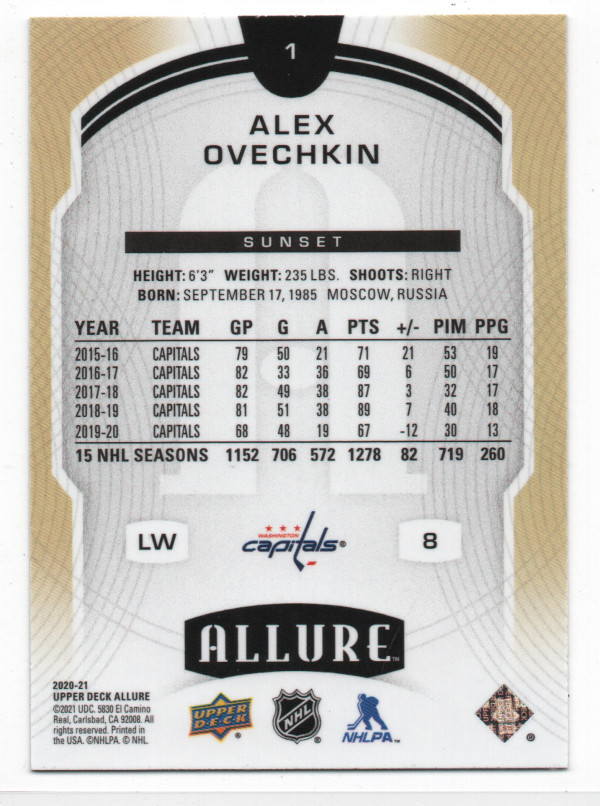 1
ALEX
OVECHKIN
SUNSET
HEIGHT: 6'3" WEIGHT: 235 LBS. SHOOTS: RIGHT
BORN: SEPTEMBER 17, 1985 MOSCOW, RUSSIA
YEAR TEAM GP G A PTS +/- PIM PPG
2015-16 CAPITALS 79 50 21 71 21 53 19
2016-17 CAPITALS 82 33 36 69 6 50 17
2017-18 CAPITALS 82 49 38 87 3 32 17
2018-19 CAPITALS 81 51 38 89 7 40 18
2019-20 CAPITALS 68 48 19 67 -12 30 13
15 NHL SEASONS 1152 706 572 1278 82 719 260
LW
WASHINGTON
capitals®
8
ALLURE™
2020-21
UPPER DECK ALLURE
©2021 UDC. 5830 El Camino
Real, Carlsbad, CA 92008. All
rights reserved. Printed in
the USA. ©NHLPA. © NHL.
UPPER
DECK
®
NHL
®
NHLPA™
®